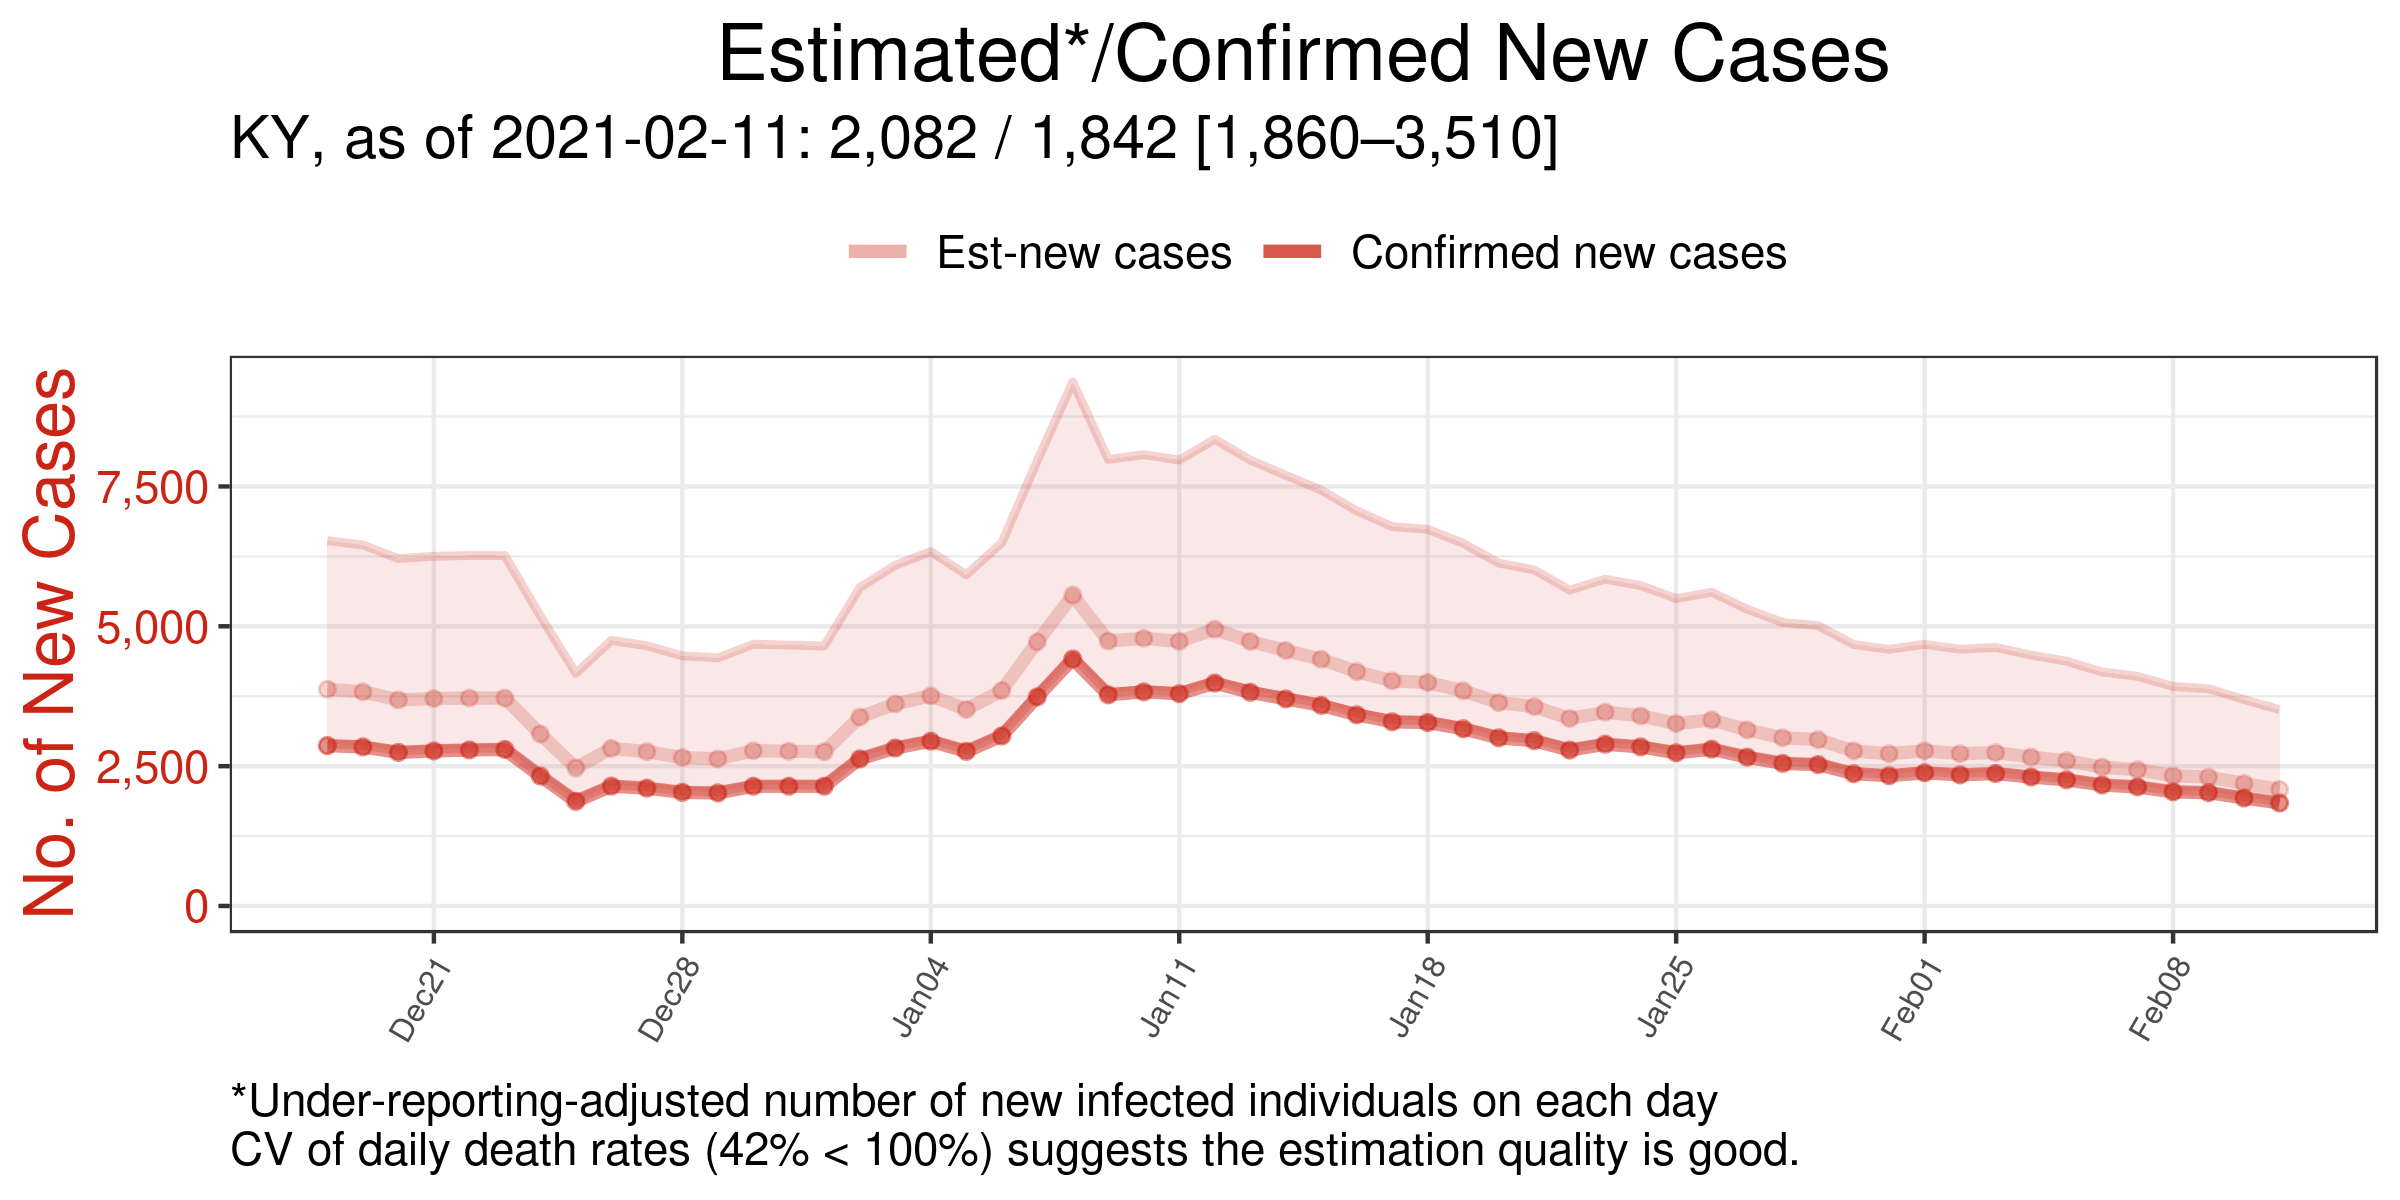 Estimated*/Confirmed New Cases
KY, as of 2021-02-11: 2,082 / 1,842 [1,860–3,510]
Est-new cases Confirmed new cases
No. of New Cases
7,500
5,000
2,500
0
Dec21 Dec28 Jan04 Jan11 Jan18 Jan25 Feb01 Feb08
*Under-reporting-adjusted number of new infected individuals on each day
CV of daily death rates (42% < 100%) suggests the estimation quality is good.